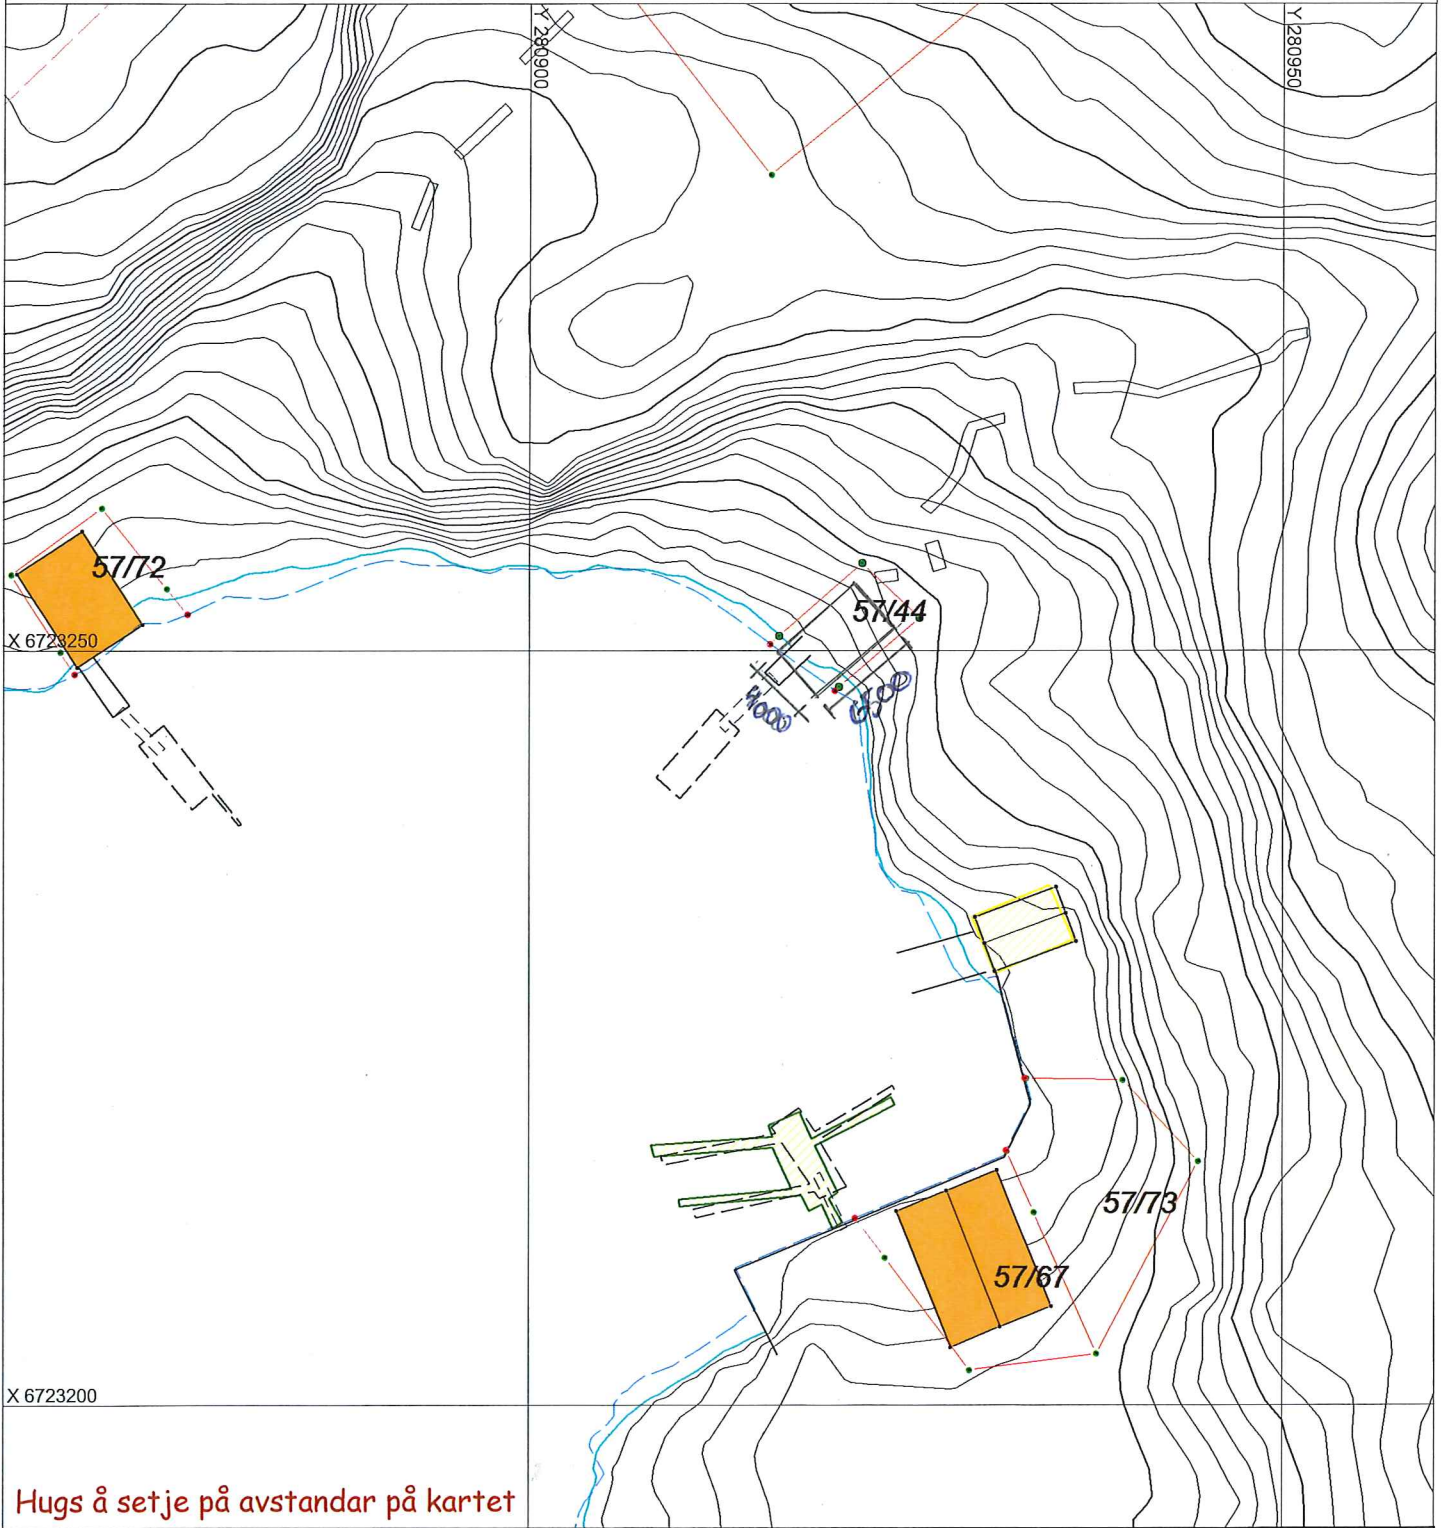 Y 280900
Y 280950
57/72
57/44
X 6723250
4000
6500
57/73
57/67
X 6723200
Hugs å setje på avstandar på kartet